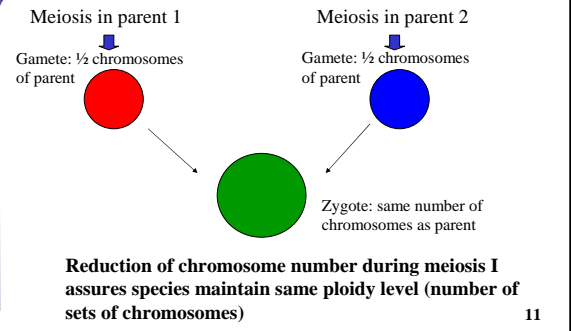 Meiosis in parent 1
Meiosis in parent 2
Gamete: ½ chromosomes
of parent
Gamete: ½ chromosomes
of parent
Zygote: same number of
chromosomes as parent
Reduction of chromosome number during meiosis I
assures species maintain same ploidy level (number of
sets of chromosomes)
11